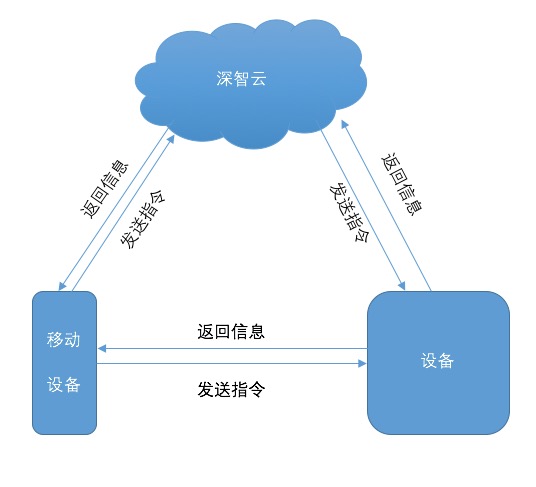 深智云
返回信息
发送指令
发送指令
返回信息
移动
设备
返回信息
发送指令
设备